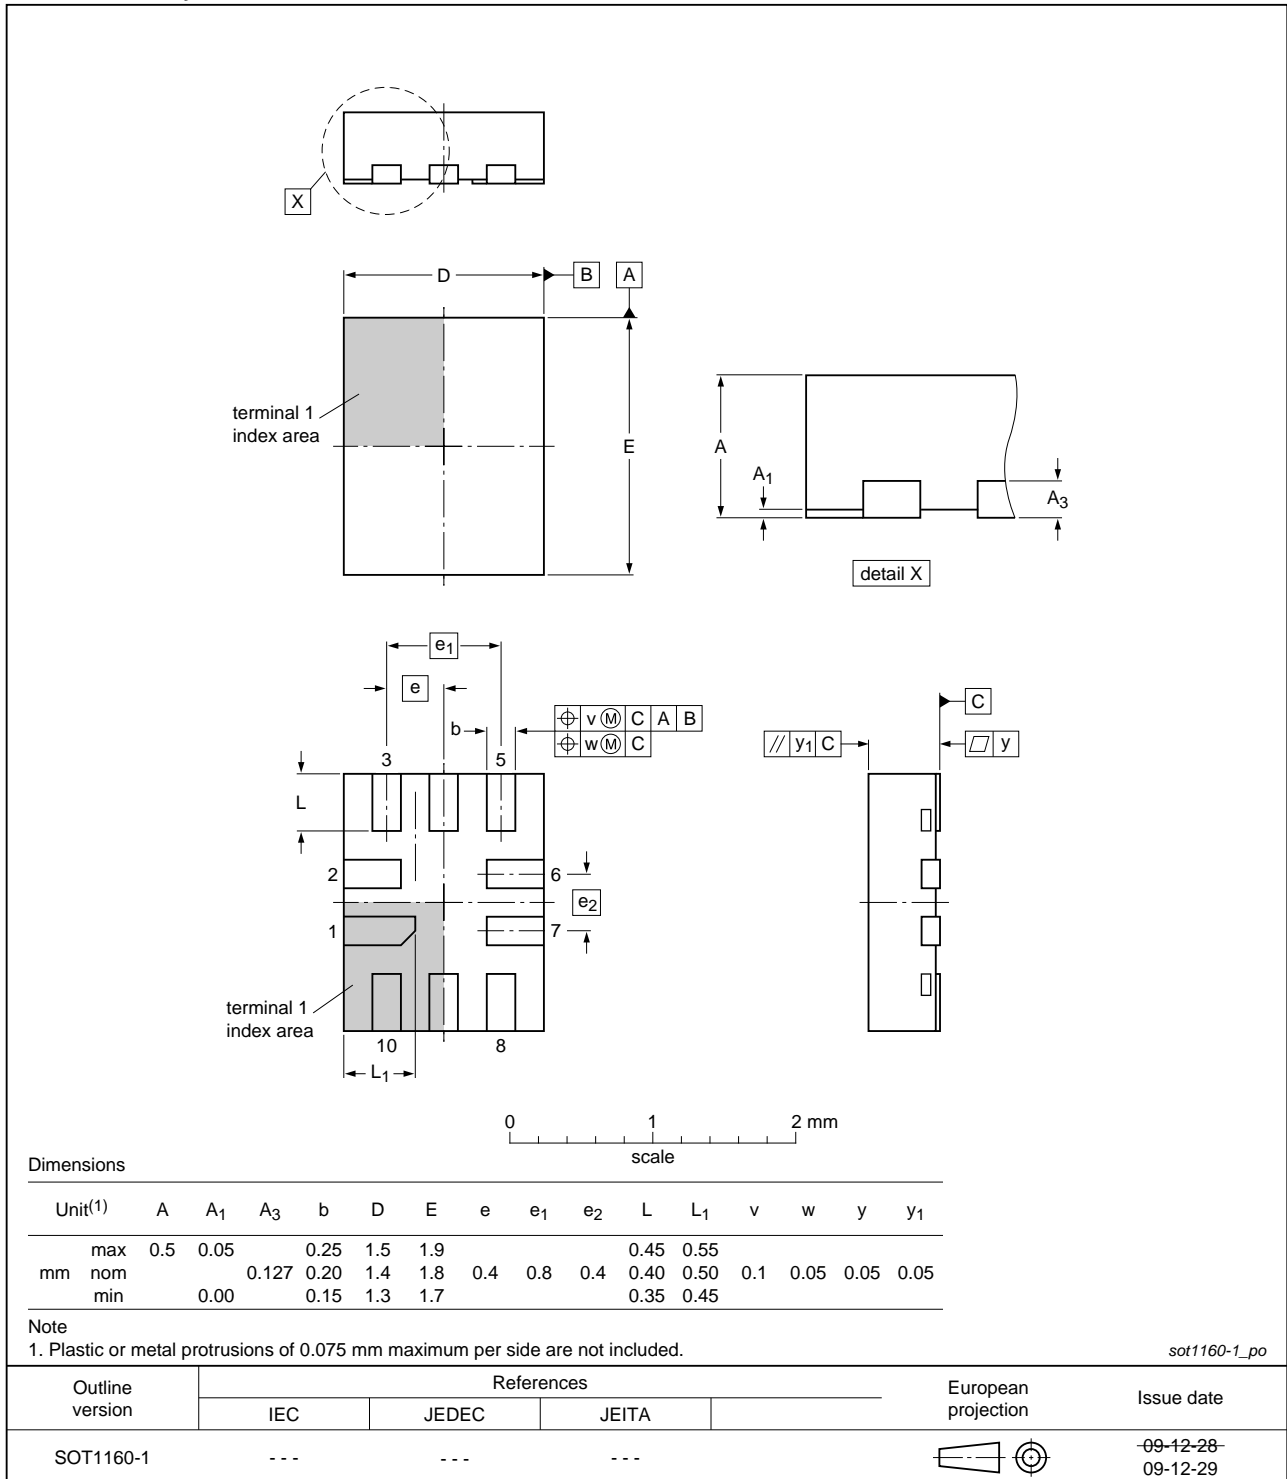 X
D
B
A
terminal 1
index area
E
A
A1
A3
detail X
e1
e
b
v M C A B
w M C
C
// y1 C
y
3
5
L
2
6
e2
1
7
terminal 1
index area
10
8
L1
0 1 2 mm
scale
Dimensions
Unit(1) A A1 A3 b D E e e1 e2 L L1 v w y y1
max 0.5 0.05 0.25 1.5 1.9 0.45 0.55
mm nom 0.127 0.20 1.4 1.8 0.4 0.8 0.4 0.40 0.50 0.1 0.05 0.05 0.05
min 0.00 0.15 1.3 1.7 0.35 0.45
Note
1. Plastic or metal protrusions of 0.075 mm maximum per side are not included.
sot1160-1_po
Outline
version
References
IEC JEDEC JEITA
European
projection
Issue date
SOT1160-1 - - - - - - - - -
09-12-28
09-12-29